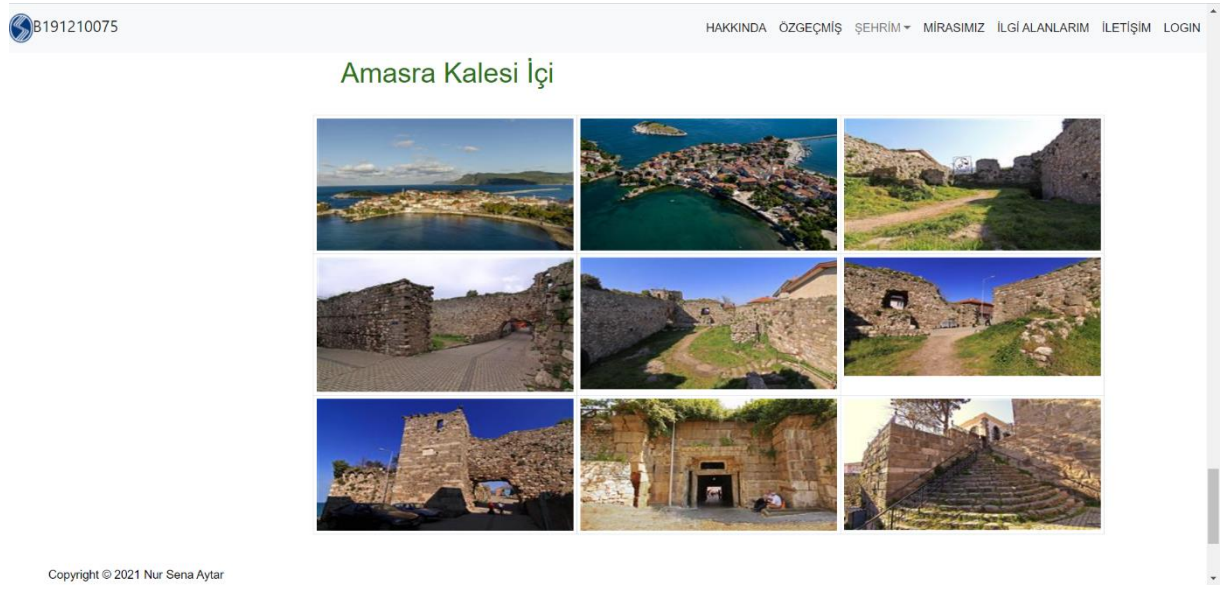 B191210075
HAKKINDA ÖZGEÇMİŞ ŞEHRİM MİRASIMIZ İLGİ ALANLARIM İLETİŞİM LOGIN
Amasra Kalesi İçi
Copyright © 2021 Nur Sena Aytar